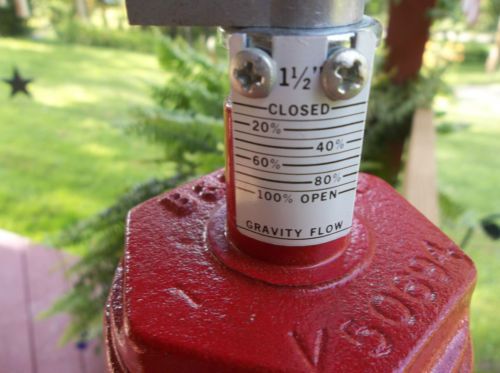 1½"
CLOSED
20%
40%
60%
80%
100% OPEN
GRAVITY FLOW